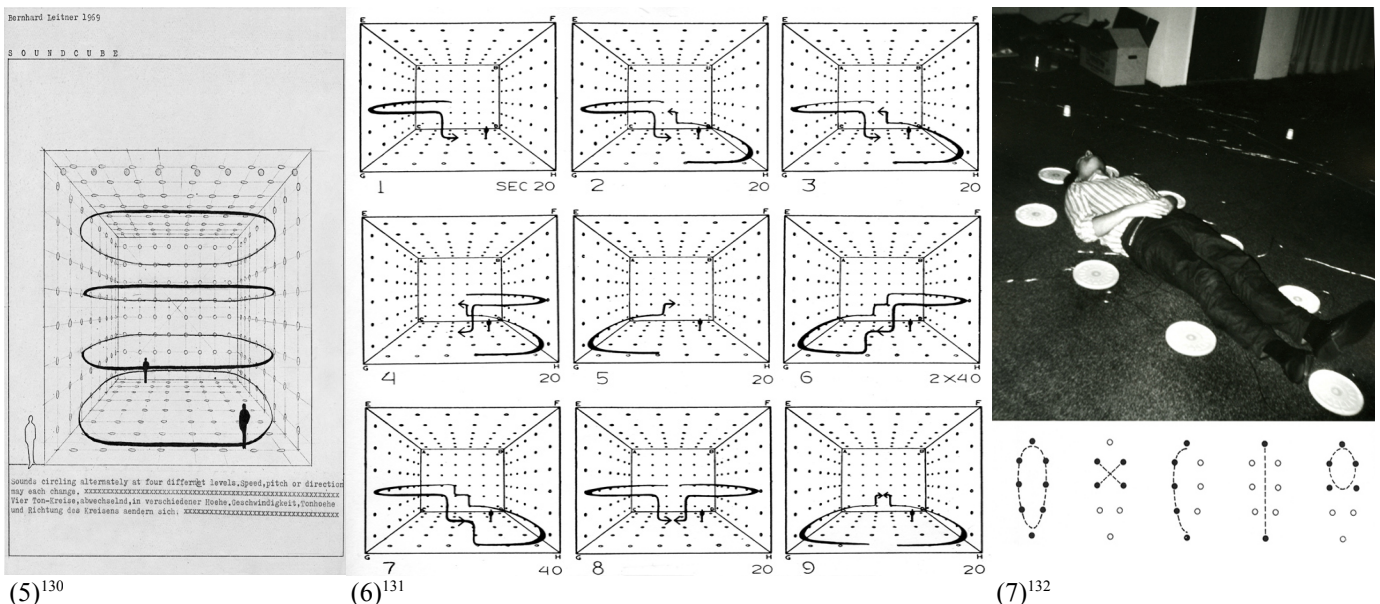 Bernhard Leitner 1969
S O U N D C U B E
Sounds circling alternately at four different levels.Speed,pitch or direction
may each change.
Vier Ton-Kreise,abwechselnd,in verschiedener Hoehe,Geschwindigkeit,Tonhoehe
und Richtung des Kreisens aendern sich:
(5)130
E F
G H
1 SEC 20
E F
G H
2 20
E F
G H
3 20
E F
G H
4 20
E F
G H
5 20
E F
G H
6 2×40
E F
G H
7 40
E F
G H
8 20
E F
G H
9 20
(6)131
(7)132